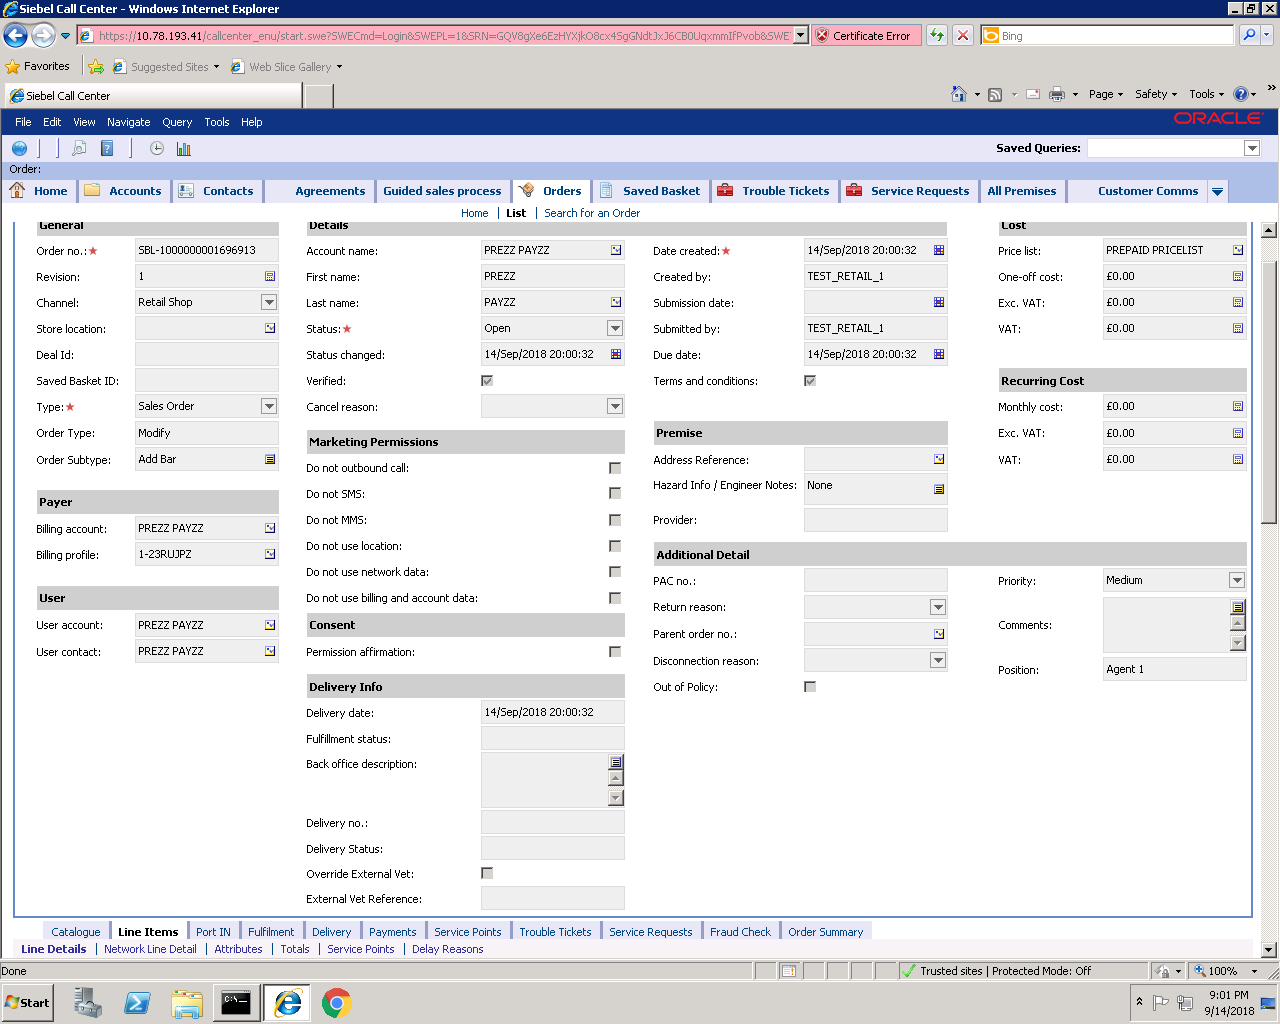 Siebel Call Center - Windows Internet Explorer
https://10.78.193.41/callcenter_enu/start.swe?SWECmd=Login&SWEPL=1&SRN=
Certificate Error
Bing
Favorites
Suggested Sites
Web Slice Gallery
Siebel Call Center
Page
Safety
Tools
File Edit View Navigate Query Tools Help
ORACLE
Saved Queries:
Order:
Home Accounts Contacts Agreements Guided sales process Orders Saved Basket Trouble Tickets Service Requests All Premises Customer Comms
Home | List | Search for an Order
General
Order no.:★ SBL-1000000001696913
Revision: 1
Channel: Retail Shop
Store location:
Deal Id:
Saved Basket ID:
Type:★ Sales Order
Order Type: Modify
Order Subtype: Add Bar
Payer
Billing account: PREZZ PAYZZ
Billing profile: 1-23RUJPZ
User
User account: PREZZ PAYZZ
User contact: PREZZ PAYZZ
Details
Account name: PREZZ PAYZZ
First name: PREZZ
Last name: PAYZZ
Status:★ Open
Status changed: 14/Sep/2018 20:00:32
Verified:
Cancel reason:
Marketing Permissions
Do not outbound call:
Do not SMS:
Do not MMS:
Do not use location:
Do not use network data:
Do not use billing and account data:
Consent
Permission affirmation:
Delivery Info
Delivery date: 14/Sep/2018 20:00:32
Fulfillment status:
Back office description:
Delivery no.:
Delivery Status:
Override External Vet:
External Vet Reference:
Date created:★ 14/Sep/2018 20:00:32
Created by: TEST_RETAIL_1
Submission date:
Submitted by: TEST_RETAIL_1
Due date: 14/Sep/2018 20:00:32
Terms and conditions:
Premise
Address Reference:
Hazard Info / Engineer Notes: None
Provider:
Additional Detail
PAC no.:
Return reason:
Parent order no.:
Disconnection reason:
Out of Policy:
Priority: Medium
Comments:
Position: Agent 1
Cost
Price list: PREPAID PRICELIST
One-off cost: £0.00
Exc. VAT: £0.00
VAT: £0.00
Recurring Cost
Monthly cost: £0.00
Exc. VAT: £0.00
VAT: £0.00
Catalogue Line Items Port IN Fulfilment Delivery Payments Service Points Trouble Tickets Service Requests Fraud Check Order Summary
Line Details | Network Line Detail | Attributes | Totals | Service Points | Delay Reasons
Done
Trusted sites | Protected Mode: Off
100%
Start
9:01 PM
9/14/2018